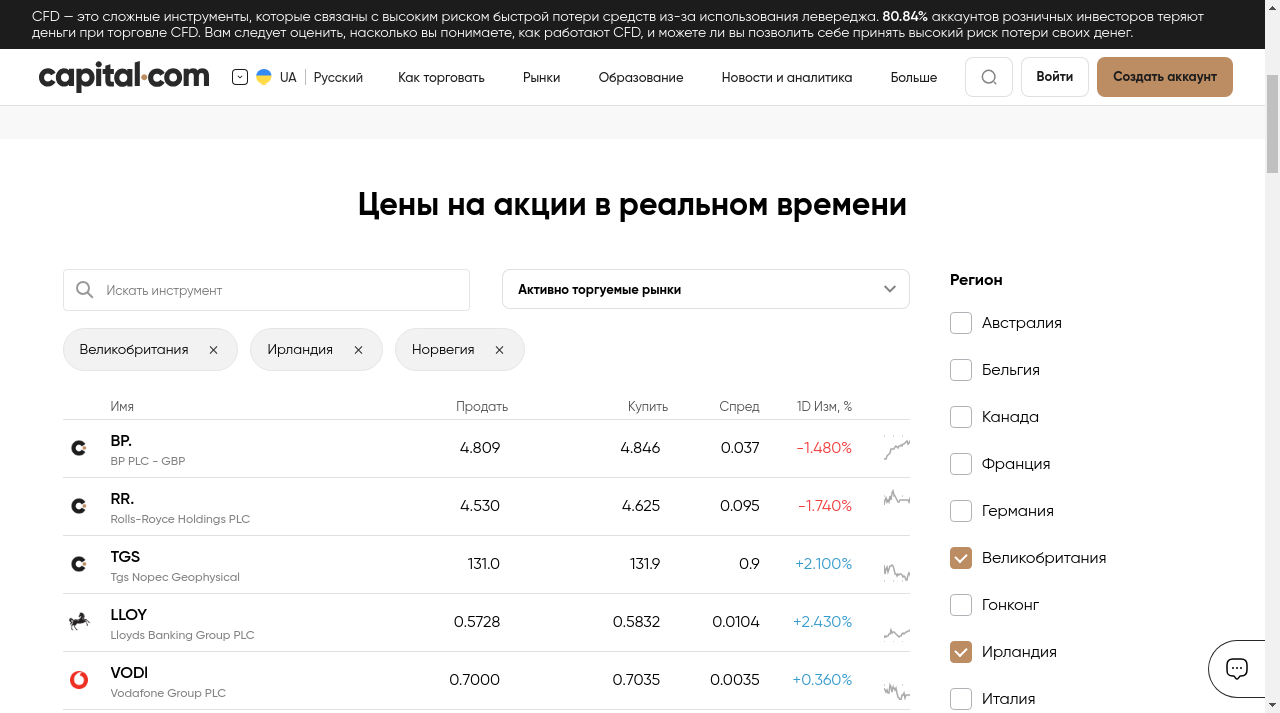 CFD — это сложные инструменты, которые связаны с высоким риском быстрой потери средств из-за использования левереджа. 80.84% аккаунтов розничных инвесторов теряют
деньги при торговле CFD. Вам следует оценить, насколько вы понимаете, как работают CFD, и можете ли вы позволить себе принять высокий риск потери своих денег.
capital.com UA Русский Как торговать Рынки Образование Новости и аналитика Больше Войти Создать аккаунт
Цены на акции в реальном времени
Искать инструмент Активно торгуемые рынки
Великобритания Ирландия Норвегия
Имя Продать Купить Спред 1D Изм, %
BP. 4.809 4.846 0.037 -1.480%
BP PLC - GBP
RR. 4.530 4.625 0.095 -1.740%
Rolls-Royce Holdings PLC
TGS 131.0 131.9 0.9 +2.100%
Tgs Nopec Geophysical
LLOY 0.5728 0.5832 0.0104 +2.430%
Lloyds Banking Group PLC
VODl 0.7000 0.7035 0.0035 +0.360%
Vodafone Group PLC
Регион
Австралия
Бельгия
Канада
Франция
Германия
Великобритания
Гонконг
Ирландия
Италия